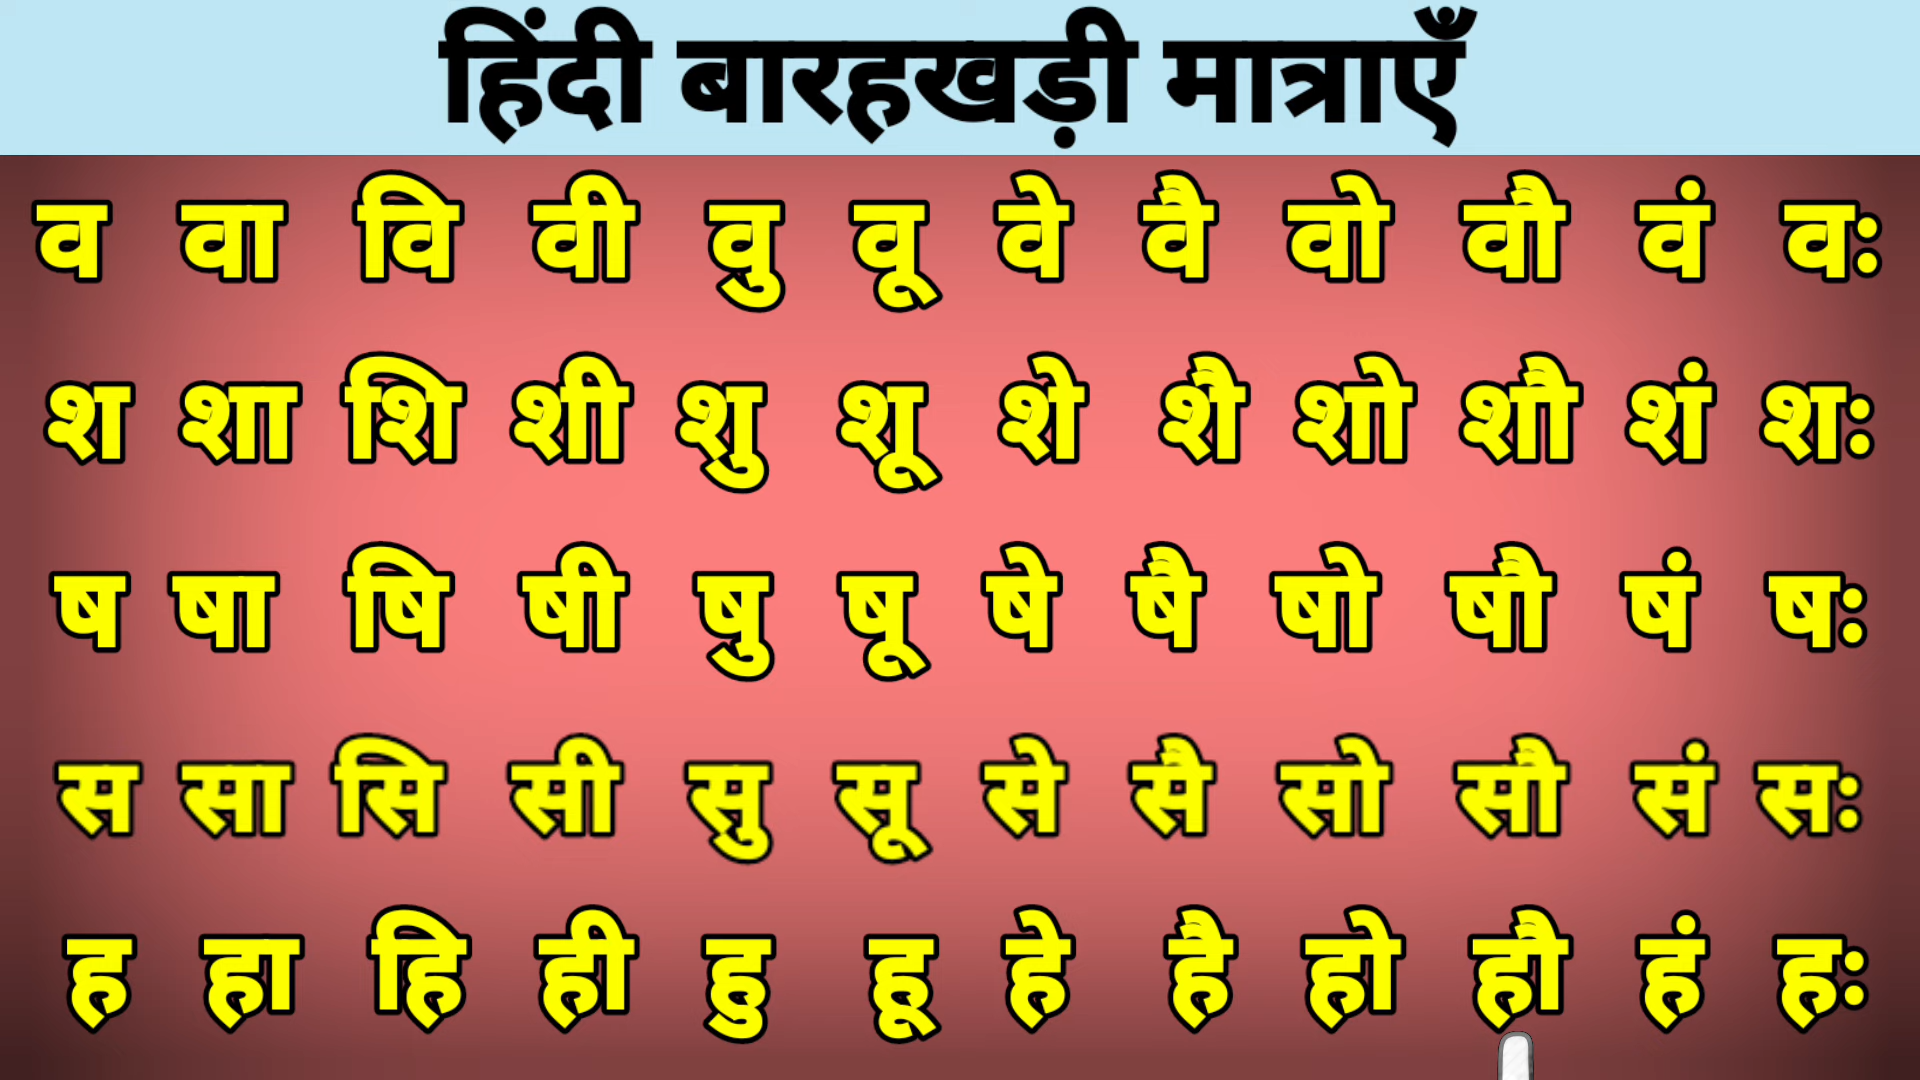 हिंदी बारहखड़ी मात्राएँ
व वा वि वी वु वू वे वै वो वौ वं वः
श शा शि शी शु शू शे शै शो शौ शं शः
ष षा षि षी षु षू षे षै षो षौ षं षः
स सा सि सी सु सू से सै सो सौ सं सः
ह हा हि ही हु हू हे है हो हौ हं हः